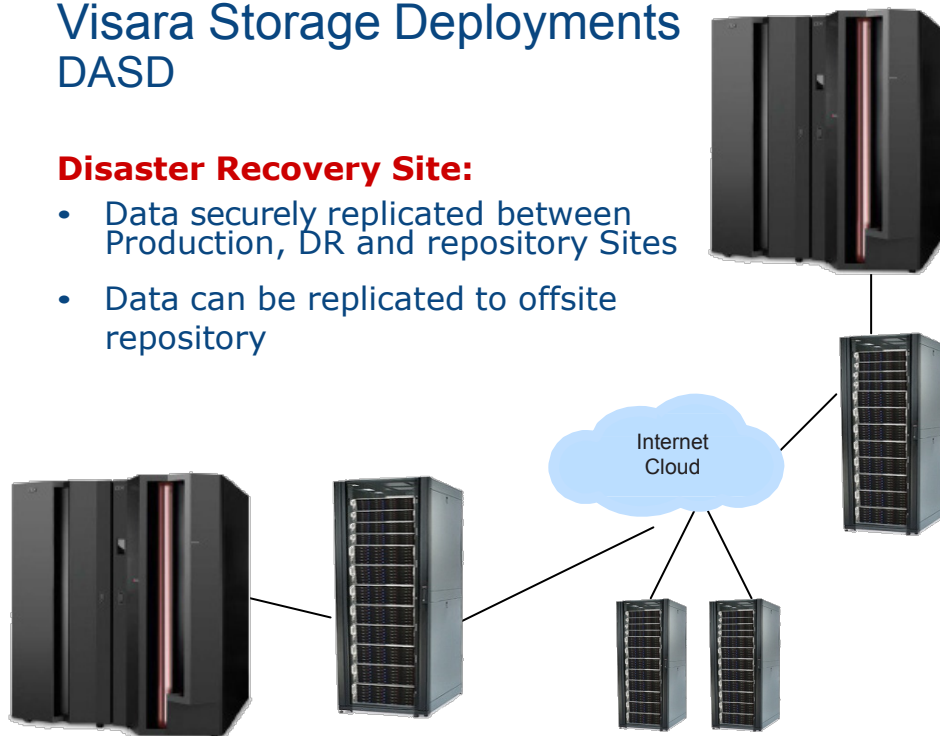 Visara Storage Deployments
DASD
Disaster Recovery Site:
• Data securely replicated between
Production, DR and repository Sites
• Data can be replicated to offsite
repository
Internet
Cloud